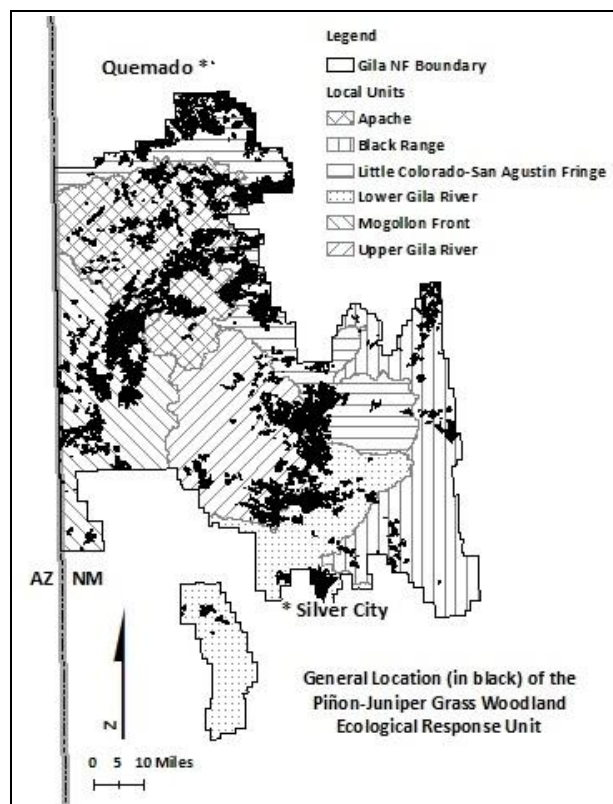 Legend
Quemado *
Gila NF Boundary
Local Units
Apache
Black Range
Little Colorado-San Agustin Fringe
Lower Gila River
Mogollon Front
Upper Gila River
AZ NM
* Silver City
General Location (in black) of the
Piñon-Juniper Grass Woodland
Ecological Response Unit
N
0 5 10 Miles